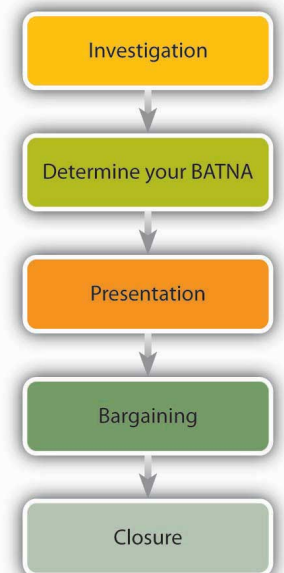 Investigation
Determine your BATNA
Presentation
Bargaining
Closure